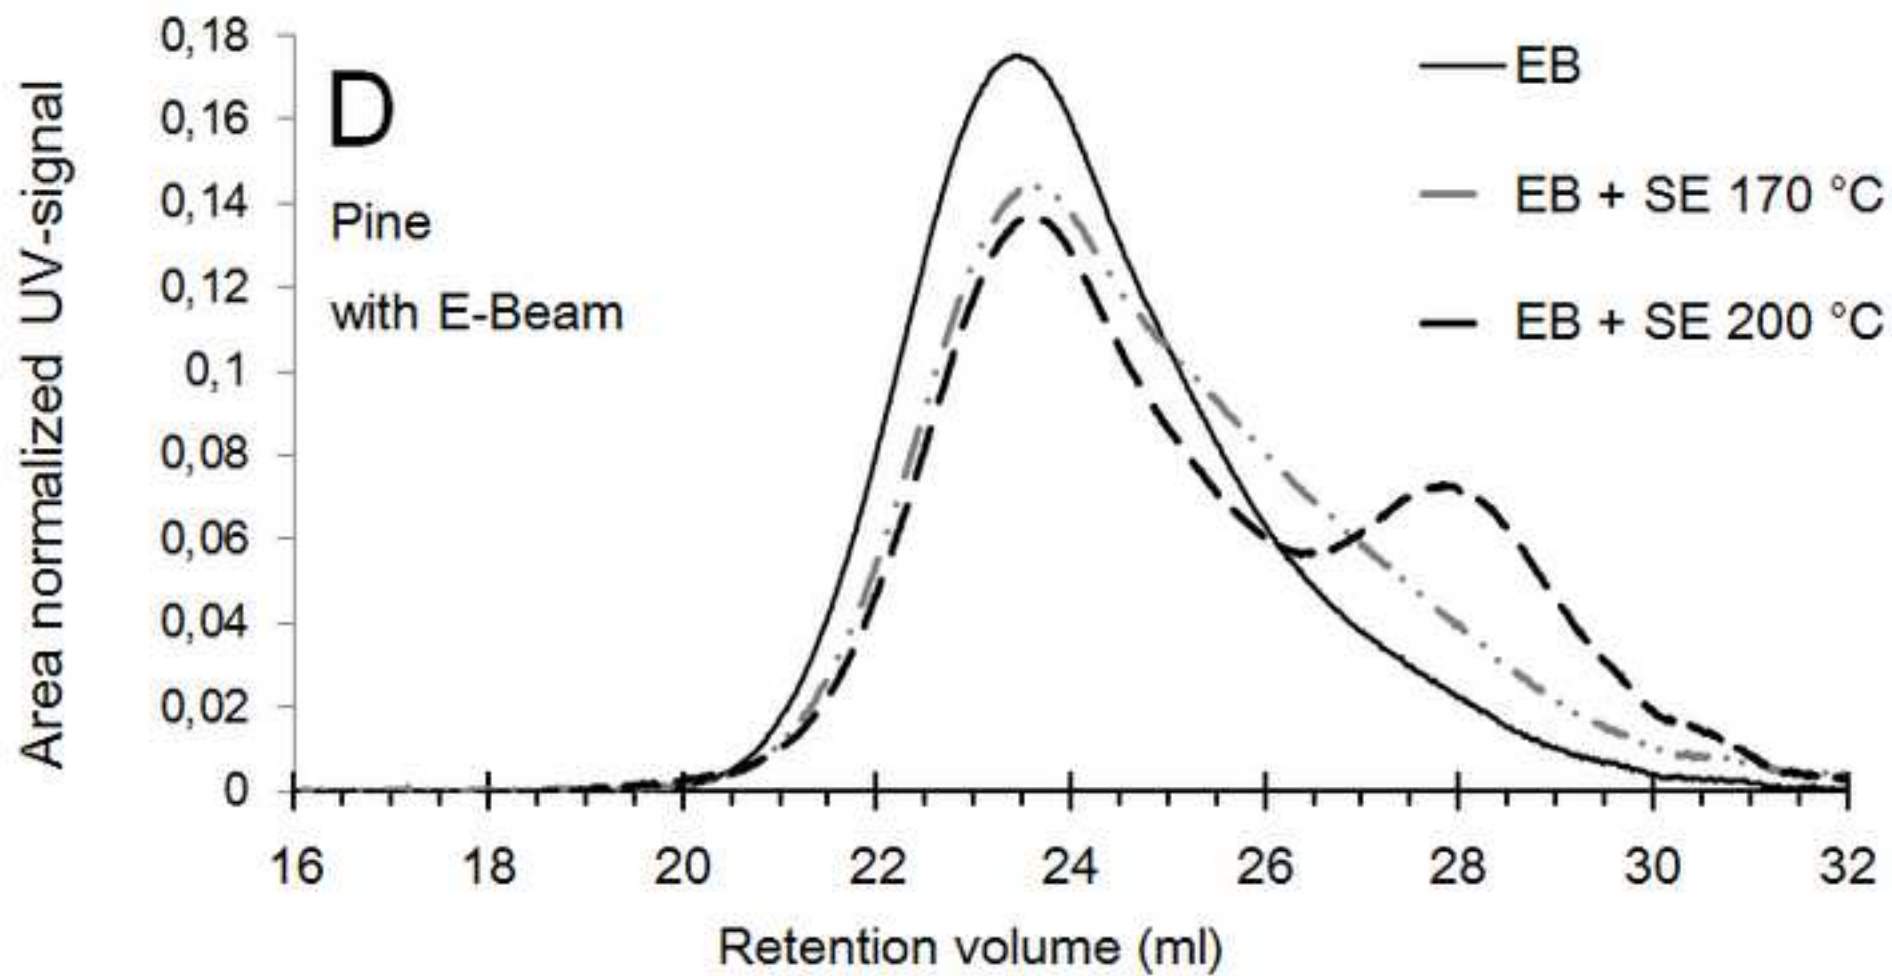 Area normalized UV-signal
0,18
0,16
0,14
0,12
0,1
0,08
0,06
0,04
0,02
0
D
Pine
with E-Beam
EB
EB + SE 170 °C
EB + SE 200 °C
16 18 20 22 24 26 28 30 32
Retention volume (ml)